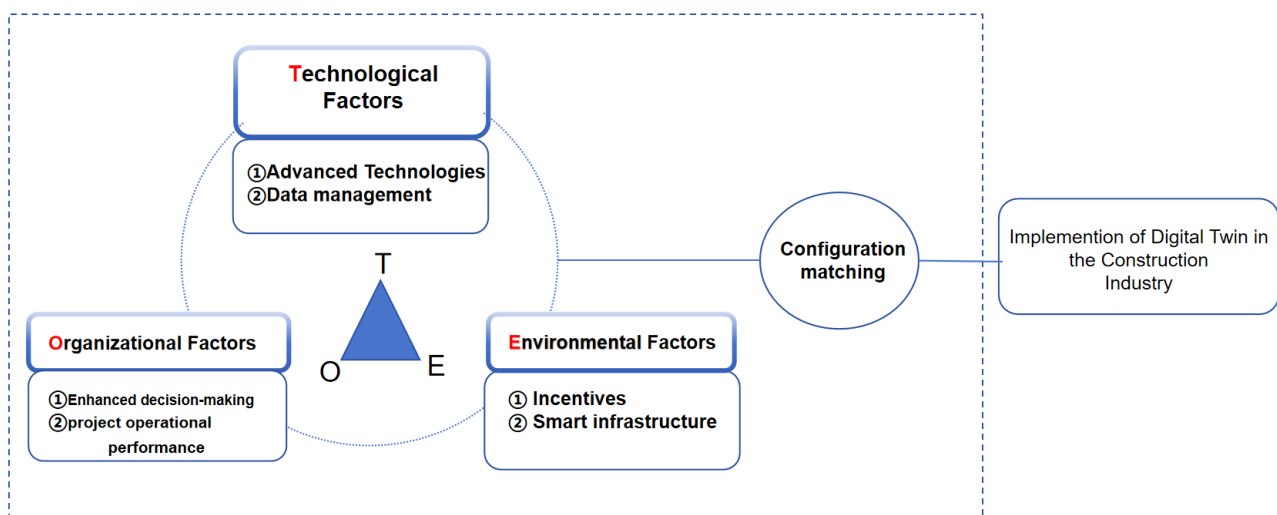 Technological
Factors
①Advanced Technologies
②Data management
T
O
E
Organizational Factors
①Enhanced decision-making
②project operational
performance
Environmental Factors
① Incentives
② Smart infrastructure
Configuration
matching
Implemention of Digital Twin in
the Construction
Industry